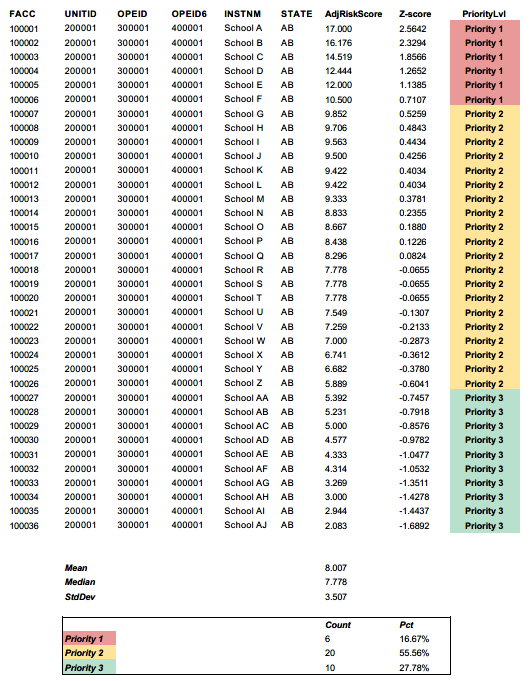 FACC UNITID OPEID OPEID6 INSTNM STATE AdjRiskScore Z-score PriorityLvl
100001 200001 300001 400001 School A AB 17.000 2.5642 Priority 1
100002 200001 300001 400001 School B AB 16.176 2.3294 Priority 1
100003 200001 300001 400001 School C AB 14.519 1.8566 Priority 1
100004 200001 300001 400001 School D AB 12.444 1.2652 Priority 1
100005 200001 300001 400001 School E AB 12.000 1.1385 Priority 1
100006 200001 300001 400001 School F AB 10.500 0.7107 Priority 1
100007 200001 300001 400001 School G AB 9.852 0.5259 Priority 2
100008 200001 300001 400001 School H AB 9.706 0.4843 Priority 2
100009 200001 300001 400001 School I AB 9.563 0.4434 Priority 2
100010 200001 300001 400001 School J AB 9.500 0.4256 Priority 2
100011 200001 300001 400001 School K AB 9.422 0.4034 Priority 2
100012 200001 300001 400001 School L AB 9.422 0.4034 Priority 2
100013 200001 300001 400001 School M AB 9.333 0.3781 Priority 2
100014 200001 300001 400001 School N AB 8.833 0.2355 Priority 2
100015 200001 300001 400001 School O AB 8.667 0.1880 Priority 2
100016 200001 300001 400001 School P AB 8.438 0.1226 Priority 2
100017 200001 300001 400001 School Q AB 8.296 0.0824 Priority 2
100018 200001 300001 400001 School R AB 7.778 -0.0655 Priority 2
100019 200001 300001 400001 School S AB 7.778 -0.0655 Priority 2
100020 200001 300001 400001 School T AB 7.778 -0.0655 Priority 2
100021 200001 300001 400001 School U AB 7.549 -0.1307 Priority 2
100022 200001 300001 400001 School V AB 7.259 -0.2133 Priority 2
100023 200001 300001 400001 School W AB 7.000 -0.2873 Priority 2
100024 200001 300001 400001 School X AB 6.741 -0.3612 Priority 2
100025 200001 300001 400001 School Y AB 6.682 -0.3780 Priority 2
100026 200001 300001 400001 School Z AB 5.889 -0.6041 Priority 2
100027 200001 300001 400001 School AA AB 5.392 -0.7457 Priority 3
100028 200001 300001 400001 School AB AB 5.231 -0.7918 Priority 3
100029 200001 300001 400001 School AC AB 5.000 -0.8576 Priority 3
100030 200001 300001 400001 School AD AB 4.577 -0.9782 Priority 3
100031 200001 300001 400001 School AE AB 4.333 -1.0477 Priority 3
100032 200001 300001 400001 School AF AB 4.314 -1.0532 Priority 3
100033 200001 300001 400001 School AG AB 3.269 -1.3511 Priority 3
100034 200001 300001 400001 School AH AB 3.000 -1.4278 Priority 3
100035 200001 300001 400001 School AI AB 2.944 -1.4437 Priority 3
100036 200001 300001 400001 School AJ AB 2.083 -1.6892 Priority 3
Mean 8.007
Median 7.778
StdDev 3.507
Count Pct
Priority 1 6 16.67%
Priority 2 20 55.56%
Priority 3 10 27.78%